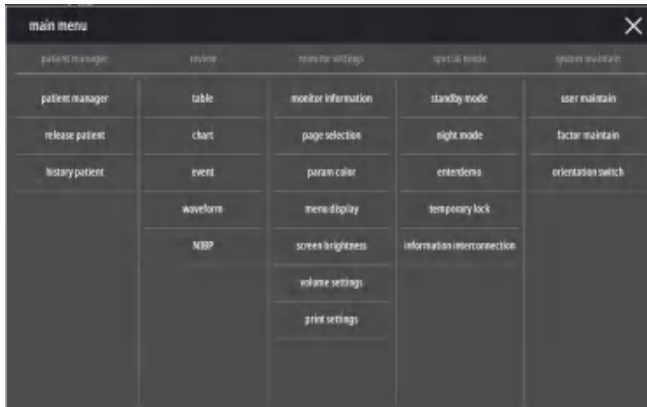 main menu
patient manager
review
monitor settings
special mode
system maintain
patient manager
table
monitor information
standby mode
user maintain
release patient
chart
page selection
night mode
factor maintain
history patient
event
param color
enterdemo
orientation switch
waveform
menu display
temporary lock
NIBP
screen brightness
information interconnection
volume settings
print settings